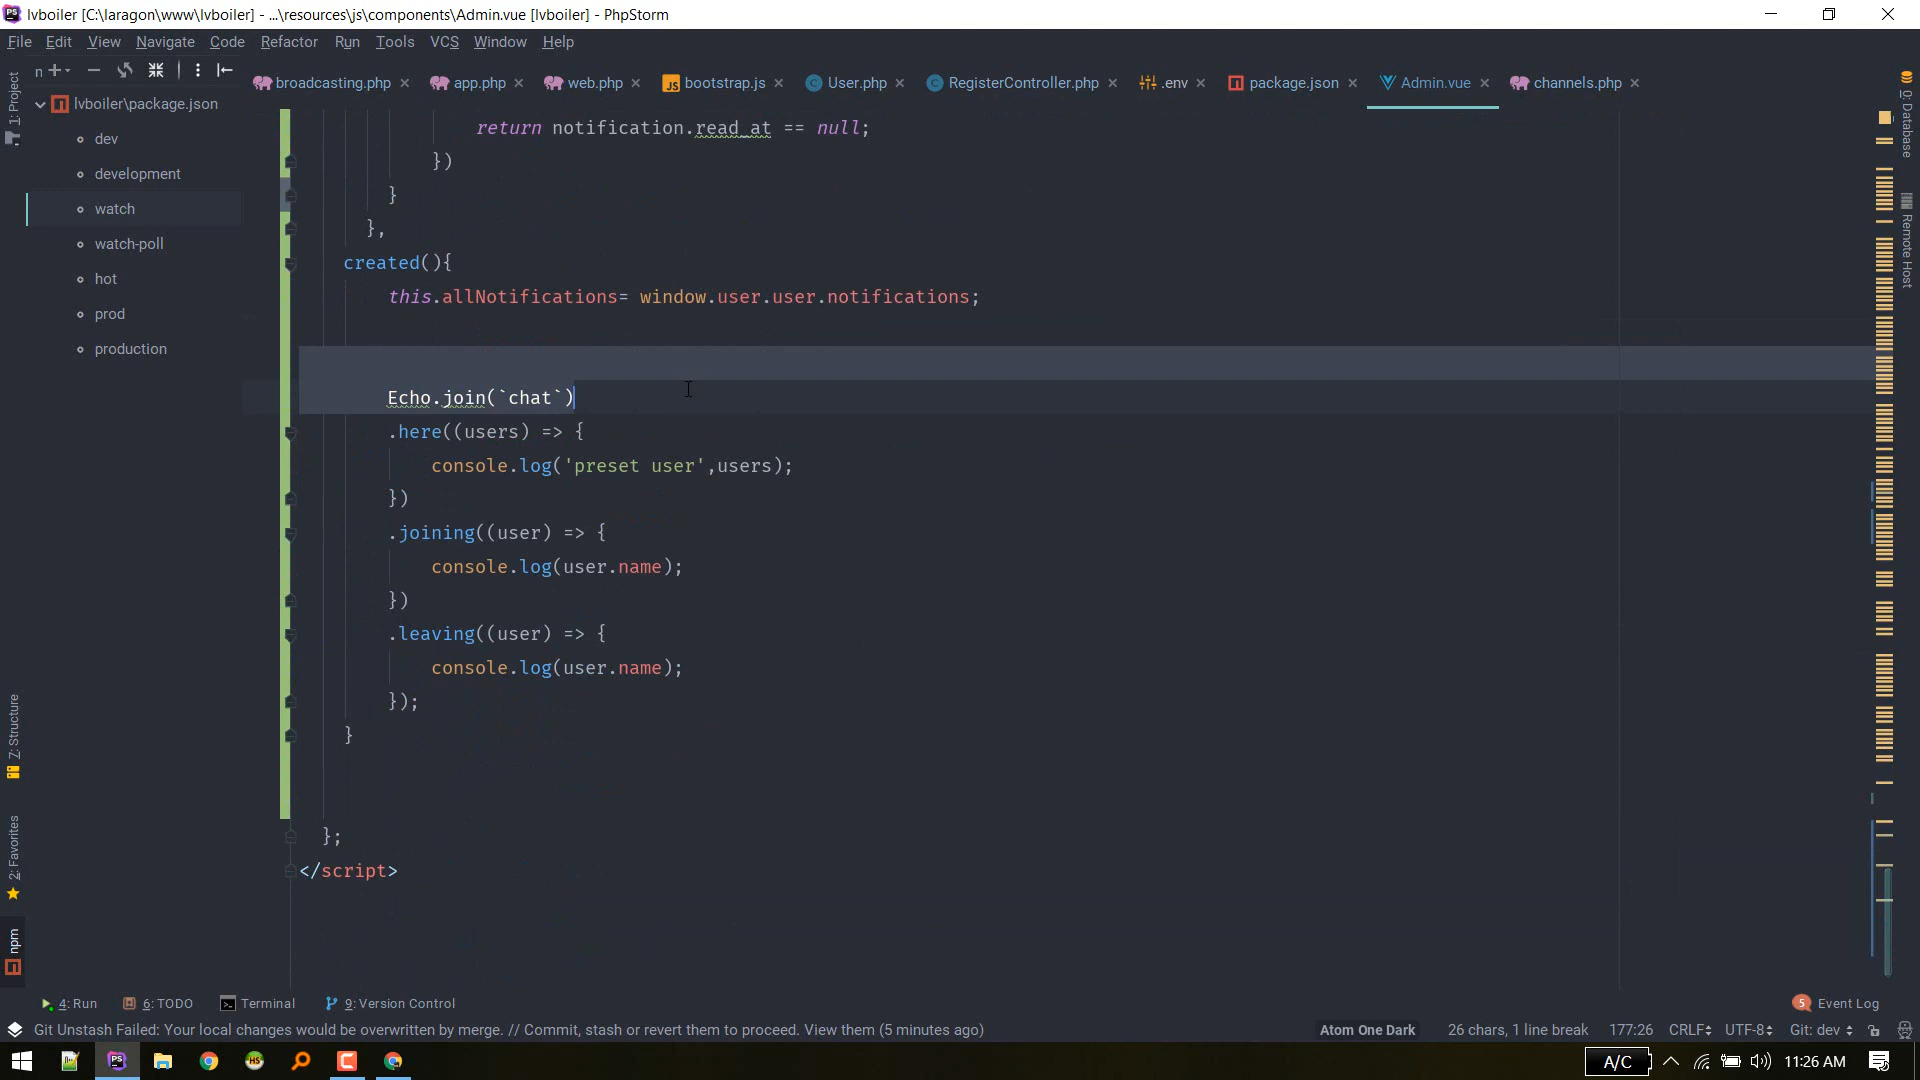 lvboiler [C:\laragon\www\lvboiler] - ...\resources\js\components\Admin.vue [lvboiler] - PhpStorm
File Edit View Navigate Code Refactor Run Tools VCS Window Help
n
broadcasting.php app.php web.php bootstrap.js User.php RegisterController.php .env package.json Admin.vue channels.php
1: Project
lvboiler\package.json
dev
development
watch
watch-poll
hot
prod
production
return notification.read_at == null;
})
}
},
created(){
this.allNotifications= window.user.user.notifications;
Echo.join(`chat`)
.here((users) => {
console.log('preset user',users);
})
.joining((user) => {
console.log(user.name);
})
.leaving((user) => {
console.log(user.name);
});
}
};
</script>
0: Database
Remote Host
Z: Structure
2: Favorites
npm
4: Run 6: TODO Terminal 9: Version Control 5 Event Log
Git Unstash Failed: Your local changes would be overwritten by merge. // Commit, stash or revert them to proceed. View them (5 minutes ago) Atom One Dark 26 chars, 1 line break 177:26 CRLF UTF-8 Git: dev
PS HS A/C 11:26 AM